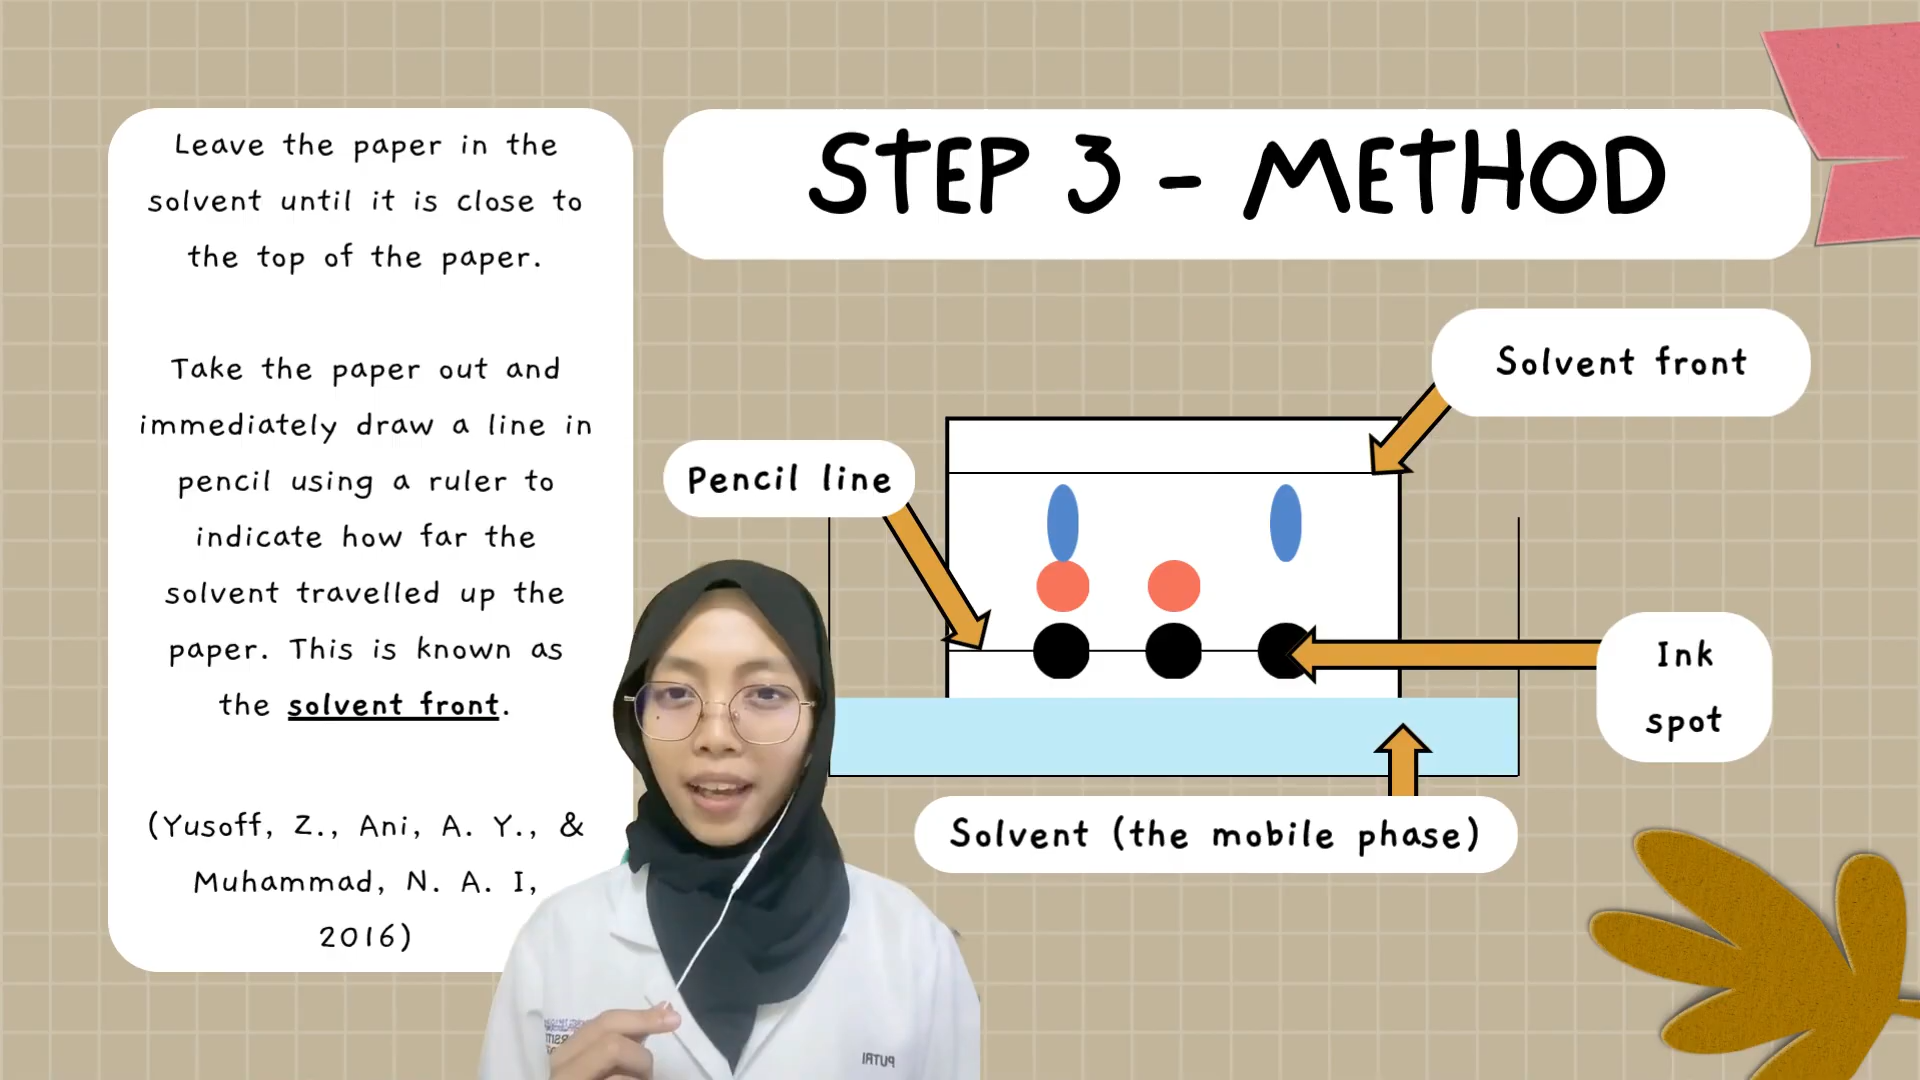 Leave the paper in the
solvent until it is close to
the top of the paper.
Take the paper out and
immediately draw a line in
pencil using a ruler to
indicate how far the
solvent travelled up the
paper. This is known as
the solvent front.
(Yusoff, Z., Ani, A. Y., &
Muhammad, N. A. I,
2016)
STEP 3 - METHOD
Solvent front
Pencil line
Ink
spot
Solvent (the mobile phase)
PUTRI